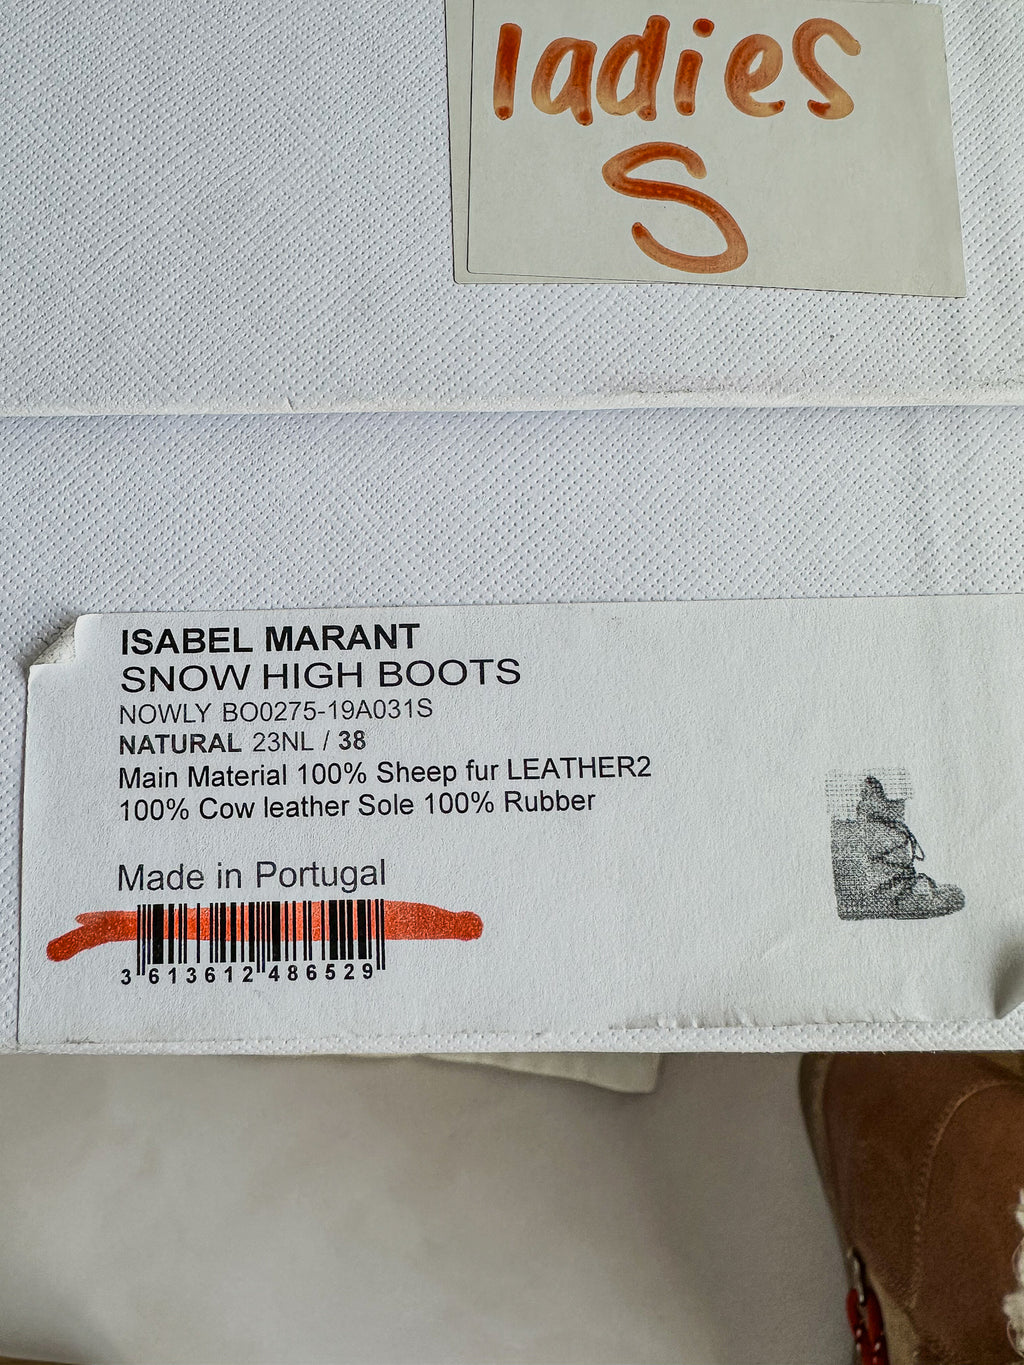 ladies
S
ISABEL MARANT
SNOW HIGH BOOTS
NOWLY BO0275-19A031S
NATURAL 23NL / 38
Main Material 100% Sheep fur LEATHER2
100% Cow leather Sole 100% Rubber
Made in Portugal
3 613612 486529